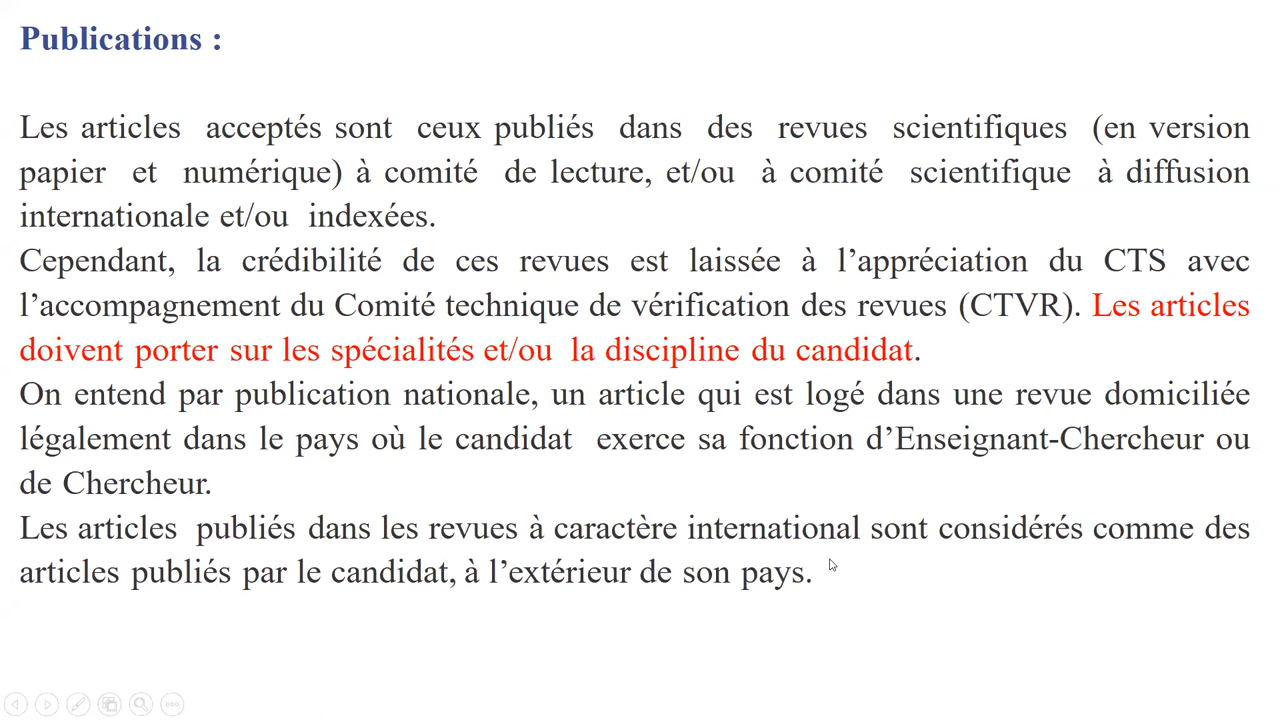 Publications :
Les articles acceptés sont ceux publiés dans des revues scientifiques (en version
papier et numérique) à comité de lecture, et/ou à comité scientifique à diffusion
internationale et/ou indexées.
Cependant, la crédibilité de ces revues est laissée à l’appréciation du CTS avec
l’accompagnement du Comité technique de vérification des revues (CTVR). Les articles
doivent porter sur les spécialités et/ou la discipline du candidat.
On entend par publication nationale, un article qui est logé dans une revue domiciliée
légalement dans le pays où le candidat exerce sa fonction d’Enseignant-Chercheur ou
de Chercheur.
Les articles publiés dans les revues à caractère international sont considérés comme des
articles publiés par le candidat, à l’extérieur de son pays.